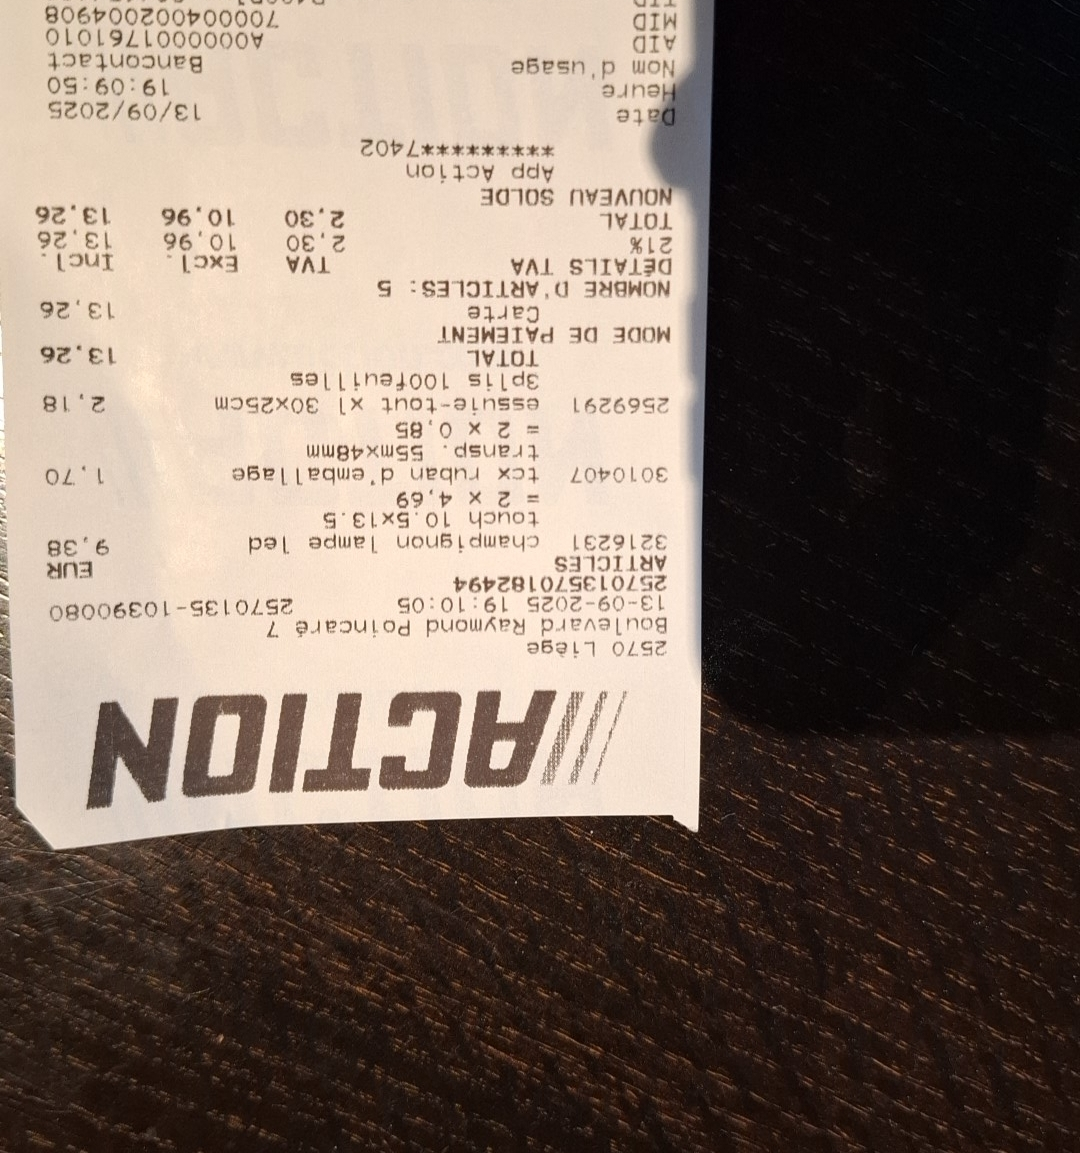 ACTION
2570 Liège
Boulevard Raymond Poincaré 7
13-09-2025 19:10:05 2570135-10390080
257013570182494
ARTICLES EUR
3216231 champignon lampe led 9,38
touch 10.5x13.5
= 2 x 4,69
3010407 tcx ruban d'emballage 1,70
transp. 55mx48mm
= 2 x 0,85
2569291 essuie-tout xl 30x25cm 2,18
3plis 100feuilles
TOTAL 13,26
MODE DE PAIEMENT
Carte 13,26
NOMBRE D'ARTICLES: 5
DÉTAILS TVA TVA Excl. Incl.
21% 2,30 10,96 13,26
TOTAL 2,30 10,96 13,26
NOUVEAU SOLDE
App Action
**********7402
Date 13/09/2025
Heure 19:09:50
Nom d'usage Bancontact
AID A0000001761010
MID 700004002004908
TID